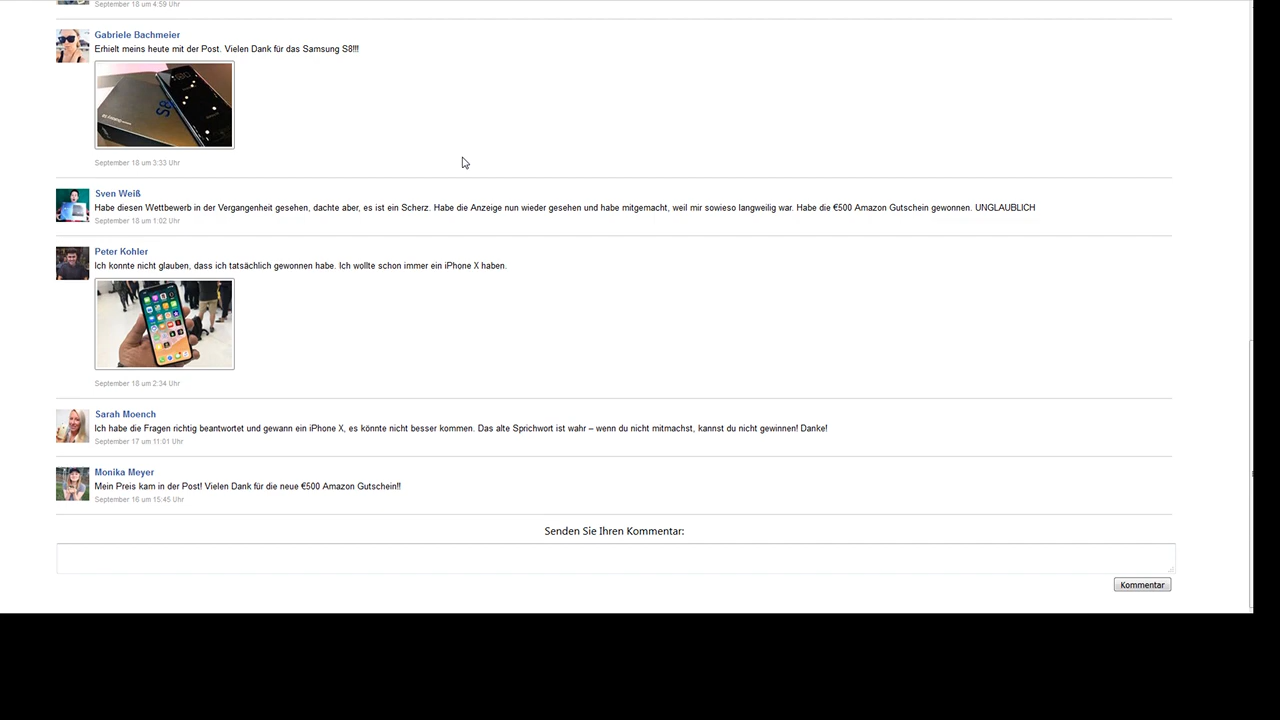 September 18 um 4:59 Uhr
Gabriele Bachmeier
Erhielt meins heute mit der Post. Vielen Dank für das Samsung S8!!!
S8
September 18 um 3:33 Uhr
Sven Weiß
Habe diesen Wettbewerb in der Vergangenheit gesehen, dachte aber, es ist ein Scherz. Habe die Anzeige nun wieder gesehen und habe mitgemacht, weil mir sowieso langweilig war. Habe die €500 Amazon Gutschein gewonnen. UNGLAUBLICH
September 18 um 1:02 Uhr
Peter Kohler
Ich konnte nicht glauben, dass ich tatsächlich gewonnen habe. Ich wollte schon immer ein iPhone X haben.
September 18 um 2:34 Uhr
Sarah Moench
Ich habe die Fragen richtig beantwortet und gewann ein iPhone X, es könnte nicht besser kommen. Das alte Sprichwort ist wahr – wenn du nicht mitmachst, kannst du nicht gewinnen! Danke!
September 17 um 11:01 Uhr
Monika Meyer
Mein Preis kam in der Post! Vielen Dank für die neue €500 Amazon Gutschein!!
September 16 um 15:45 Uhr
Senden Sie Ihren Kommentar:
Kommentar